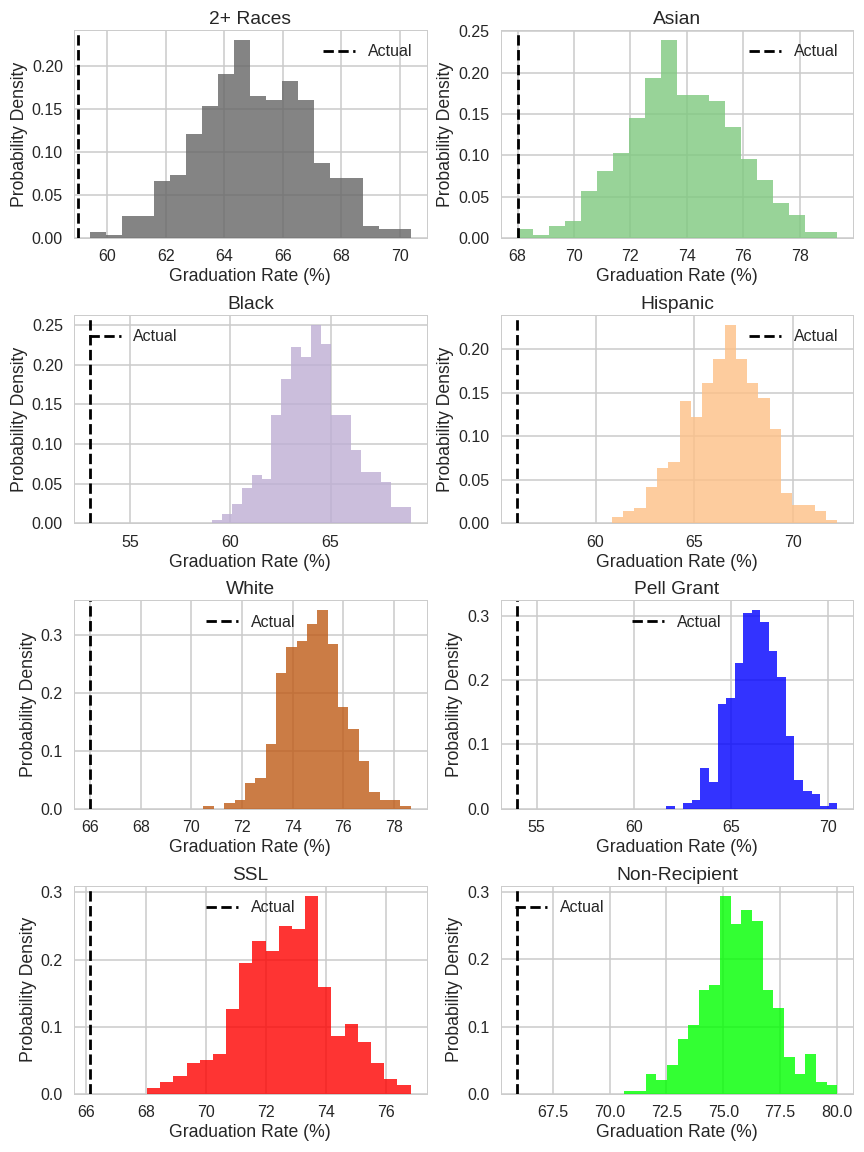 2+ Races
Probability Density
0.20
0.15
0.10
0.05
0.00
Actual
60 62 64 66 68 70
Graduation Rate (%)
Asian
Probability Density
0.25
0.20
0.15
0.10
0.05
0.00
Actual
68 70 72 74 76 78
Graduation Rate (%)
Black
Probability Density
0.25
0.20
0.15
0.10
0.05
0.00
Actual
55 60 65
Graduation Rate (%)
Hispanic
Probability Density
0.20
0.15
0.10
0.05
0.00
Actual
60 65 70
Graduation Rate (%)
White
Probability Density
0.3
0.2
0.1
0.0
Actual
66 68 70 72 74 76 78
Graduation Rate (%)
Pell Grant
Probability Density
0.3
0.2
0.1
0.0
Actual
55 60 65 70
Graduation Rate (%)
SSL
Probability Density
0.3
0.2
0.1
0.0
Actual
66 68 70 72 74 76
Graduation Rate (%)
Non-Recipient
Probability Density
0.3
0.2
0.1
0.0
Actual
67.5 70.0 72.5 75.0 77.5 80.0
Graduation Rate (%)